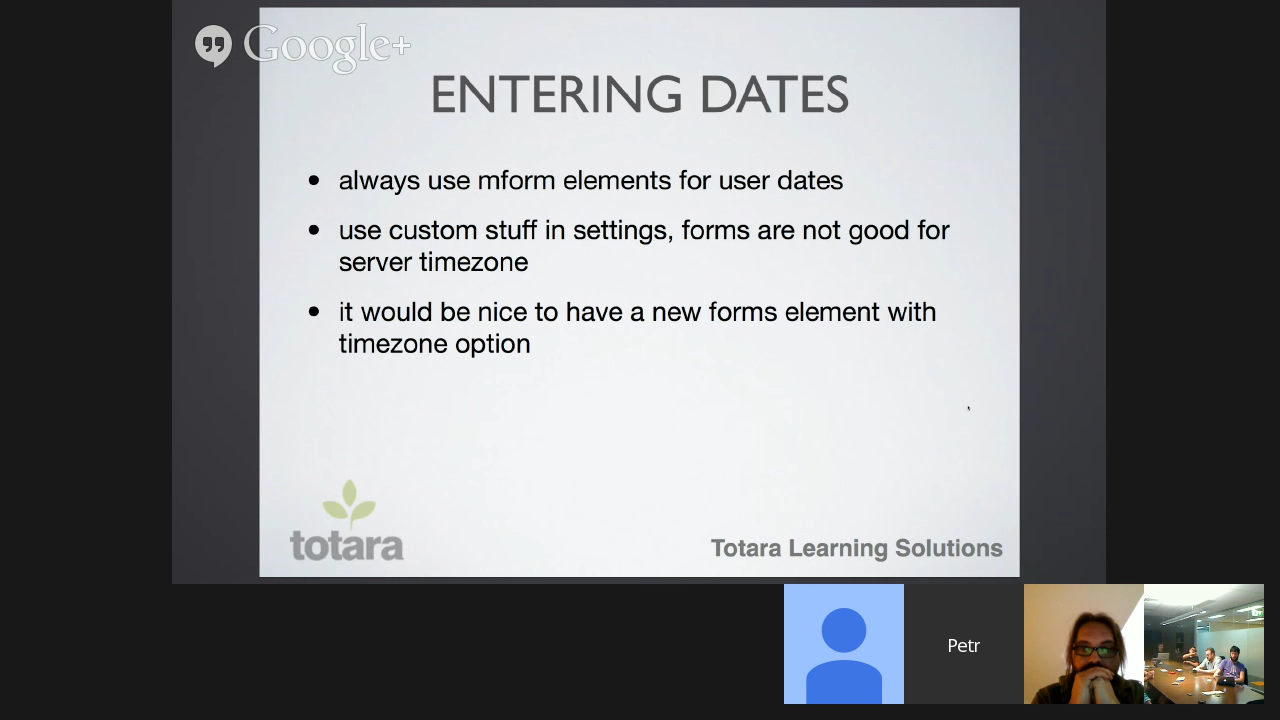 Google+
ENTERING DATES
• always use mform elements for user dates
• use custom stuff in settings, forms are not good for
server timezone
• it would be nice to have a new forms element with
timezone option
totara
Totara Learning Solutions
Petr